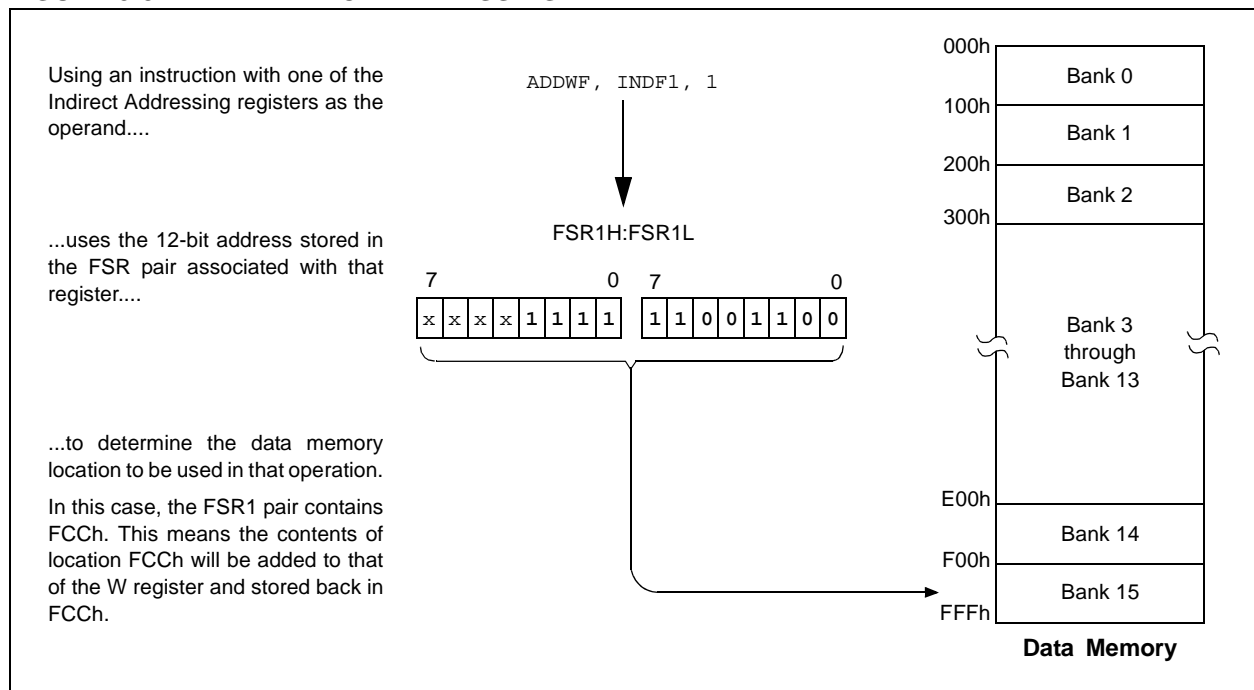 Using an instruction with one of the
Indirect Addressing registers as the
operand....
ADDWF, INDF1, 1
...uses the 12-bit address stored in
the FSR pair associated with that
register....
FSR1H:FSR1L
7 0 7 0
x x x x 1 1 1 1 1 1 0 0 1 1 0 0
...to determine the data memory
location to be used in that operation.
In this case, the FSR1 pair contains
FCCh. This means the contents of
location FCCh will be added to that
of the W register and stored back in
FCCh.
000h
Bank 0
100h
Bank 1
200h
Bank 2
300h
Bank 3
through
Bank 13
E00h
Bank 14
F00h
Bank 15
FFFh
Data Memory